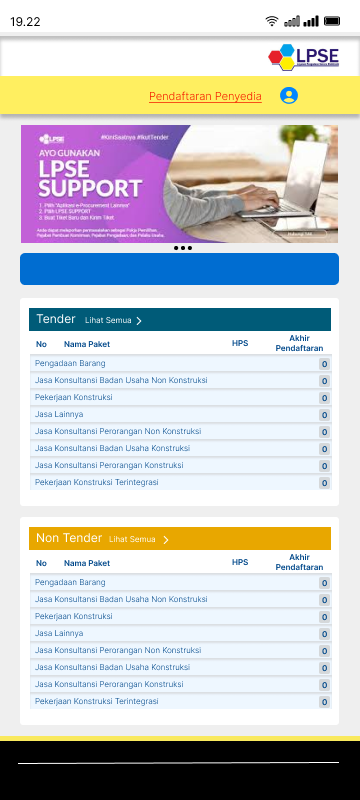 19.22
LPSE
Pendaftaran Penyedia
LPSE
#KiniSaatnya #IkutTender
AYO GUNAKAN
LPSE
SUPPORT
1. Pilih "Aplikasi e-Procurement Lainnya"
2. Pilih LPSE SUPPORT
3. Buat Tiket Baru dan Kirim Tiket
Anda dapat memanfaatkan
Tender Lihat Semua
No Nama Paket HPS Akhir Pendaftaran
Pengadaan Barang 0
Jasa Konsultansi Badan Usaha Non Konstruksi 0
Pekerjaan Konstruksi 0
Jasa Lainnya 0
Jasa Konsultansi Perorangan Non Konstruksi 0
Jasa Konsultansi Badan Usaha Konstruksi 0
Jasa Konsultansi Perorangan Konstruksi 0
Pekerjaan Konstruksi Terintegrasi 0
Non Tender Lihat Semua
No Nama Paket HPS Akhir Pendaftaran
Pengadaan Barang 0
Jasa Konsultansi Badan Usaha Non Konstruksi 0
Pekerjaan Konstruksi 0
Jasa Lainnya 0
Jasa Konsultansi Perorangan Non Konstruksi 0
Jasa Konsultansi Badan Usaha Konstruksi 0
Jasa Konsultansi Perorangan Konstruksi 0
Pekerjaan Konstruksi Terintegrasi 0